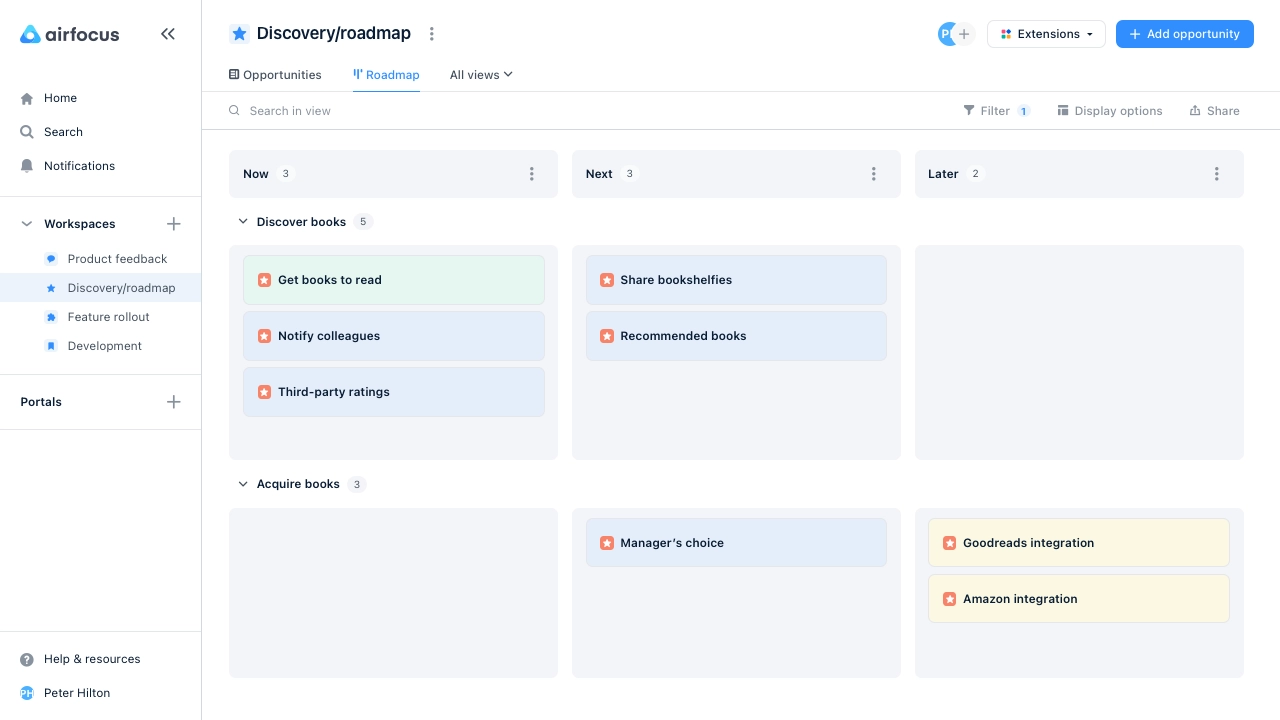 airfocus
Home
Search
Notifications
Workspaces
Product feedback
Discovery/roadmap
Feature rollout
Development
Portals
Help & resources
PH Peter Hilton
Discovery/roadmap
Extensions
Add opportunity
Opportunities
Roadmap
All views
Search in view
Filter 1
Display options
Share
Now 3
Next 3
Later 2
Discover books 5
Get books to read
Notify colleagues
Third-party ratings
Share bookshelfies
Recommended books
Acquire books 3
Manager's choice
Goodreads integration
Amazon integration